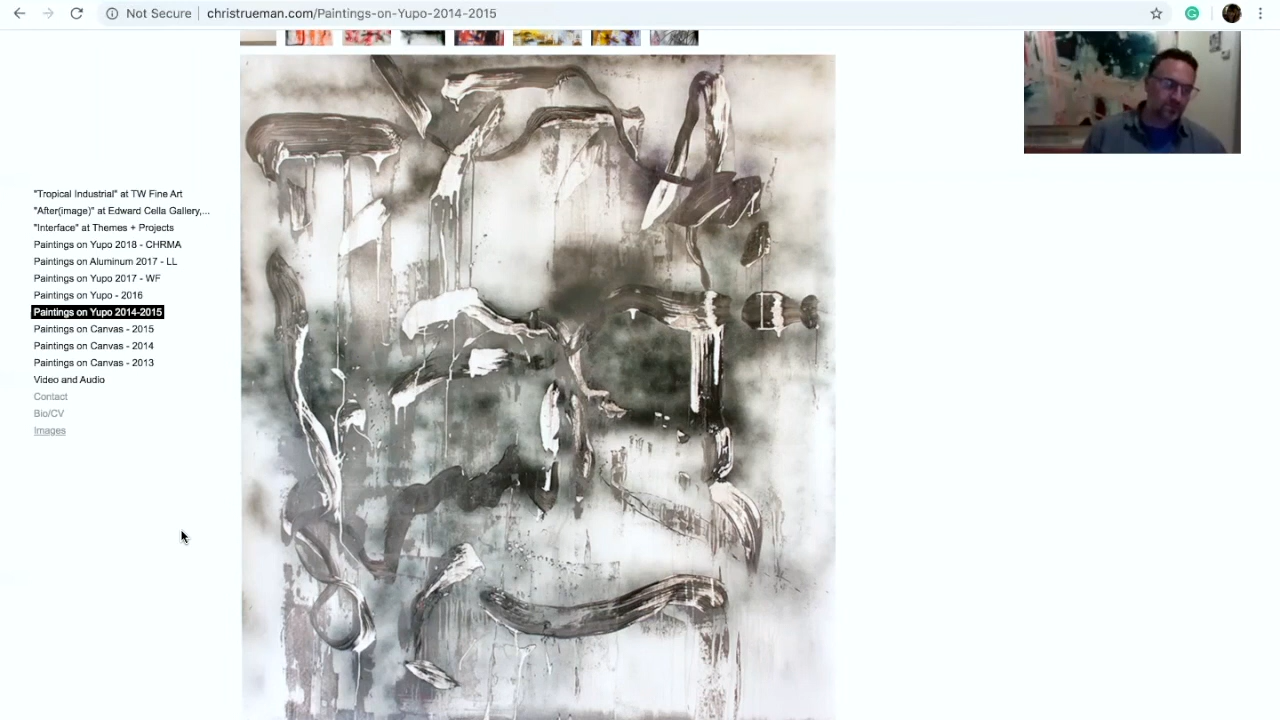 Not Secure
christrueman.com/Paintings-on-Yupo-2014-2015
"Tropical Industrial" at TW Fine Art
"After(image)" at Edward Cella Gallery,...
"Interface" at Themes + Projects
Paintings on Yupo 2018 - CHRMA
Paintings on Aluminum 2017 - LL
Paintings on Yupo 2017 - WF
Paintings on Yupo - 2016
Paintings on Yupo 2014-2015
Paintings on Canvas - 2015
Paintings on Canvas - 2014
Paintings on Canvas - 2013
Video and Audio
Contact
Bio/CV
Images